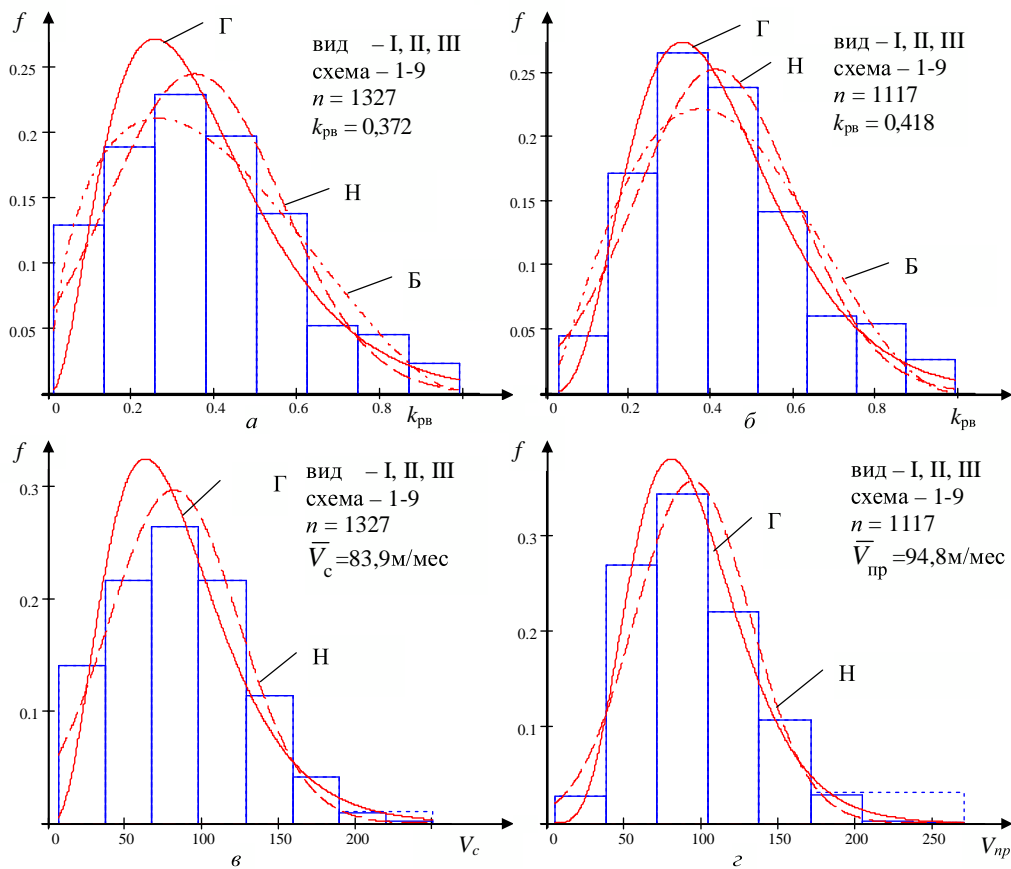 f
Г
вид – I, II, III
схема – 1-9
n = 1327
kрв = 0,372
Н
Б
0.25
0.2
0.15
0.1
0.05
0
0.2
0.4
0.6
0.8
kрв
а
f
Г
Н
вид – I, II, III
схема – 1-9
n = 1117
kрв = 0,418
Б
0.25
0.2
0.15
0.1
0.05
0
0.2
0.4
0.6
0.8
kрв
б
f
Г
вид – I, II, III
схема – 1-9
n = 1327
V̅с =83,9м/мес
Н
0.3
0.2
0.1
0
50
100
150
200
Vс
в
f
Г
вид – I, II, III
схема – 1-9
n = 1117
V̅пр =94,8м/мес
Н
0.3
0.2
0.1
0
50
100
150
200
250
Vпр
г